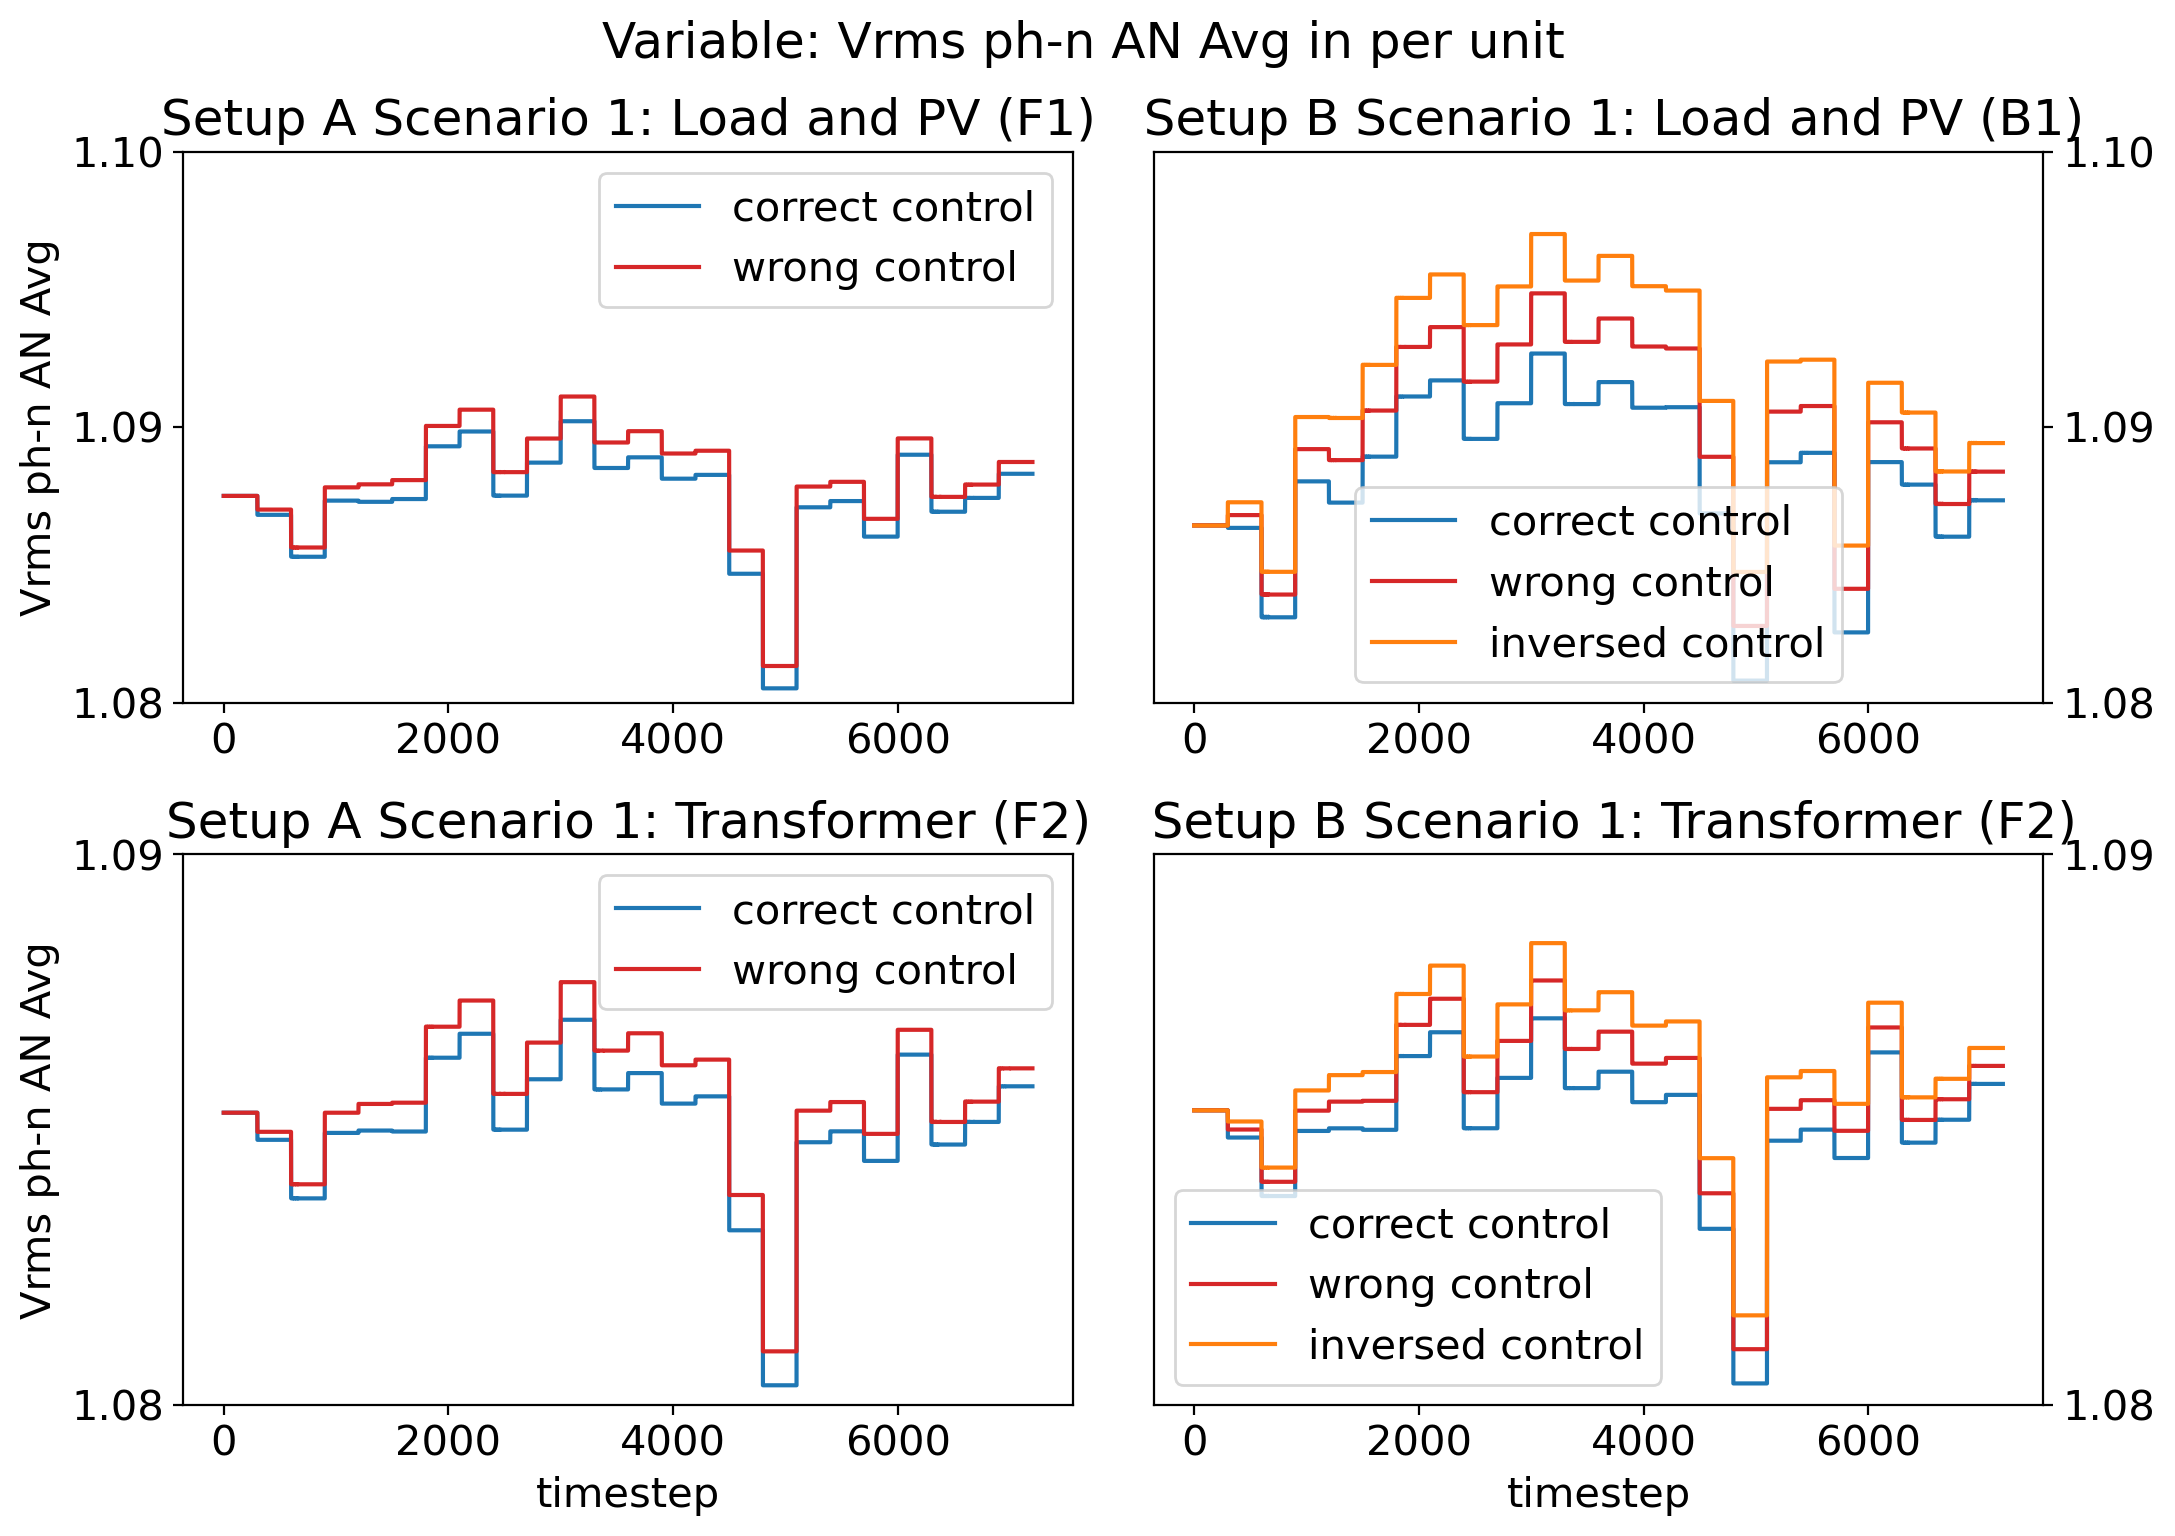 Variable: Vrms ph-n AN Avg in per unit
Setup A Scenario 1: Load and PV (F1)
1.10
1.09
1.08
Vrms ph-n AN Avg
correct control
wrong control
0 2000 4000 6000
Setup B Scenario 1: Load and PV (B1)
1.10
1.09
1.08
correct control
wrong control
inversed control
0 2000 4000 6000
Setup A Scenario 1: Transformer (F2)
1.09
1.08
Vrms ph-n AN Avg
correct control
wrong control
0 2000 4000 6000
timestep
Setup B Scenario 1: Transformer (F2)
1.09
1.08
correct control
wrong control
inversed control
0 2000 4000 6000
timestep